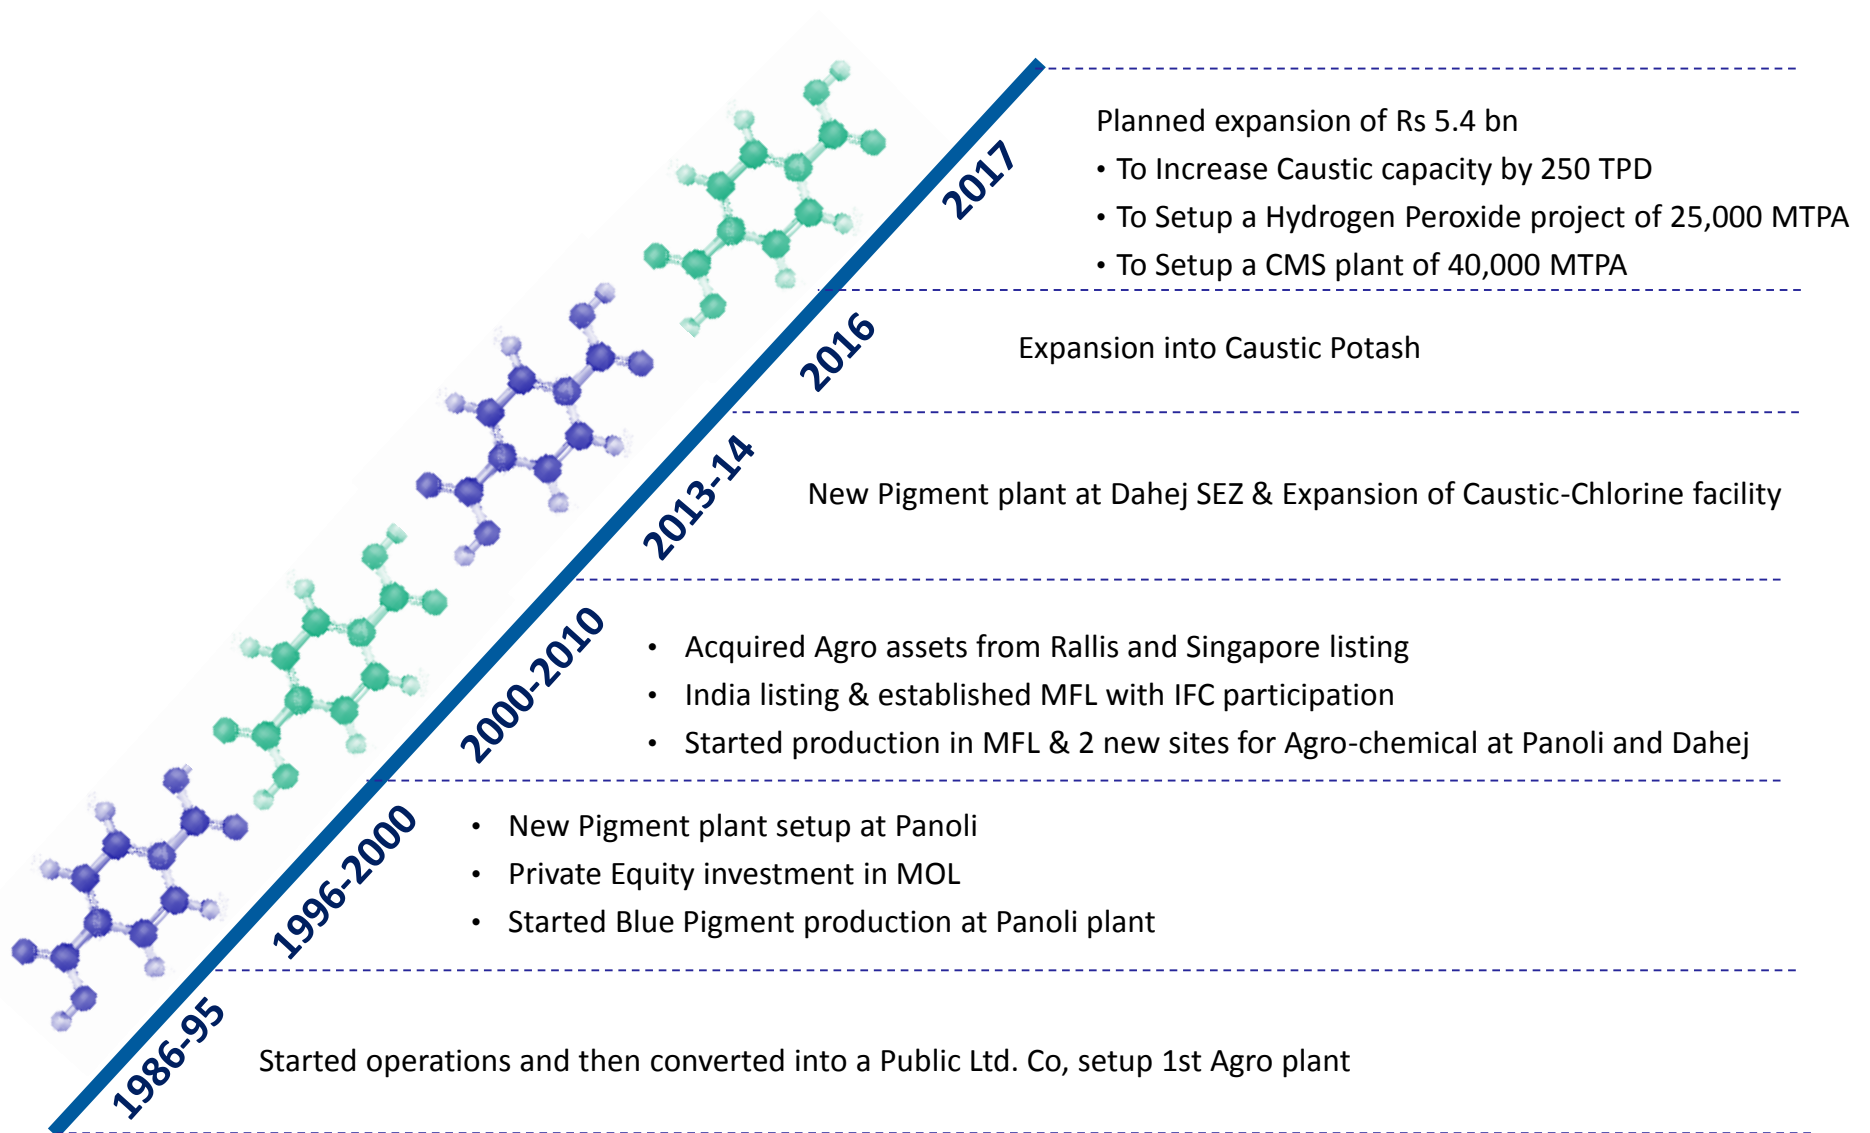 2017
Planned expansion of Rs 5.4 bn
• To Increase Caustic capacity by 250 TPD
• To Setup a Hydrogen Peroxide project of 25,000 MTPA
• To Setup a CMS plant of 40,000 MTPA
2016
Expansion into Caustic Potash
2013-14
New Pigment plant at Dahej SEZ & Expansion of Caustic-Chlorine facility
2000-2010
• Acquired Agro assets from Rallis and Singapore listing
• India listing & established MFL with IFC participation
• Started production in MFL & 2 new sites for Agro-chemical at Panoli and Dahej
1996-2000
• New Pigment plant setup at Panoli
• Private Equity investment in MOL
• Started Blue Pigment production at Panoli plant
1986-95
Started operations and then converted into a Public Ltd. Co, setup 1st Agro plant